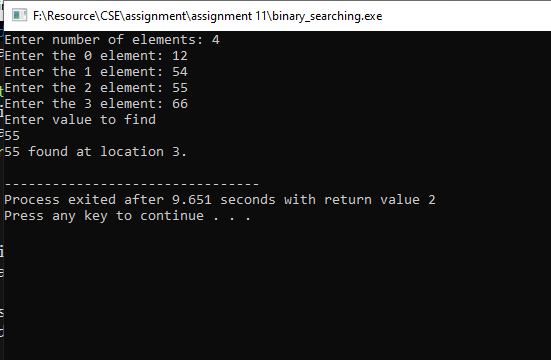 F:\Resource\CSE\assignment\assignment 11\binary_searching.exe
Enter number of elements: 4
Enter the 0 element: 12
Enter the 1 element: 54
Enter the 2 element: 55
Enter the 3 element: 66
Enter value to find
55
55 found at location 3.
--------------------------------
Process exited after 9.651 seconds with return value 2
Press any key to continue . . .